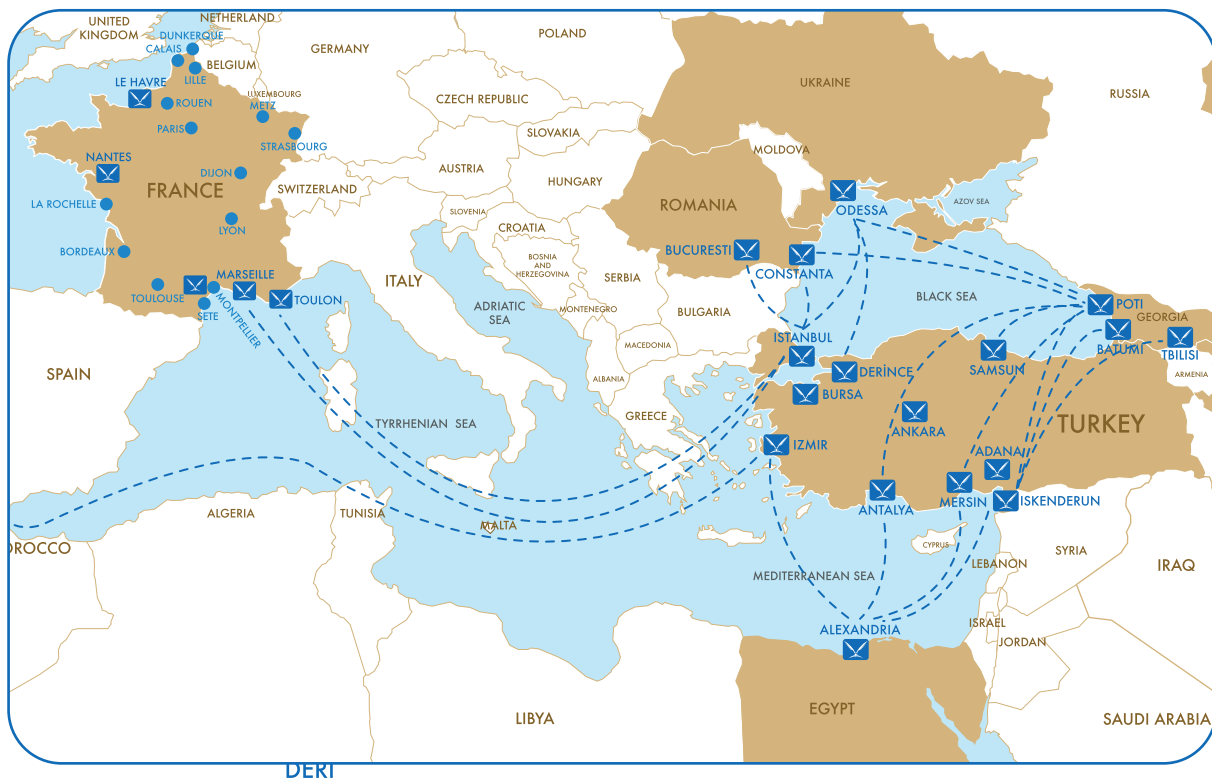 UNITED
KINGDOM
NETHERLAND
DUNKERQUE
CALAIS
LILLE
BELGIUM
GERMANY
POLAND
UKRAINE
RUSSIA
LE HAVRE
ROUEN
LUXEMBOURG
METZ
PARIS
STRASBOURG
CZECH REPUBLIC
SLOVAKIA
MOLDOVA
NANTES
FRANCE
DIJON
SWITZERLAND
AUSTRIA
HUNGARY
ROMANIA
ODESSA
AZOV SEA
LA ROCHELLE
LYON
SLOVENIA
CROATIA
BORDEAUX
BOSNIA
AND
HERZEGOVINA
SERBIA
BUCURESTI
CONSTANTA
TOULOUSE
MARSEILLE
MONTPELLIER
SETE
TOULON
ITALY
ADRIATIC
SEA
MONTENEGRO
BULGARIA
BLACK SEA
POTI
GEORGIA
BATUMI
TBILISI
ARMENIA
MACEDONIA
ALBANIA
ISTANBUL
DERİNCE
BURSA
SAMSUN
SPAIN
TYRRHENIAN SEA
GREECE
IZMIR
ANKARA
TURKEY
ADANA
ANTALYA
MERSIN
ISKENDERUN
ALGERIA
TUNISIA
MALTA
OROCCO
CYPRUS
SYRIA
LEBANON
IRAQ
MEDITERRANEAN SEA
ISRAEL
JORDAN
ALEXANDRIA
LIBYA
EGYPT
SAUDI ARABIA
DERI